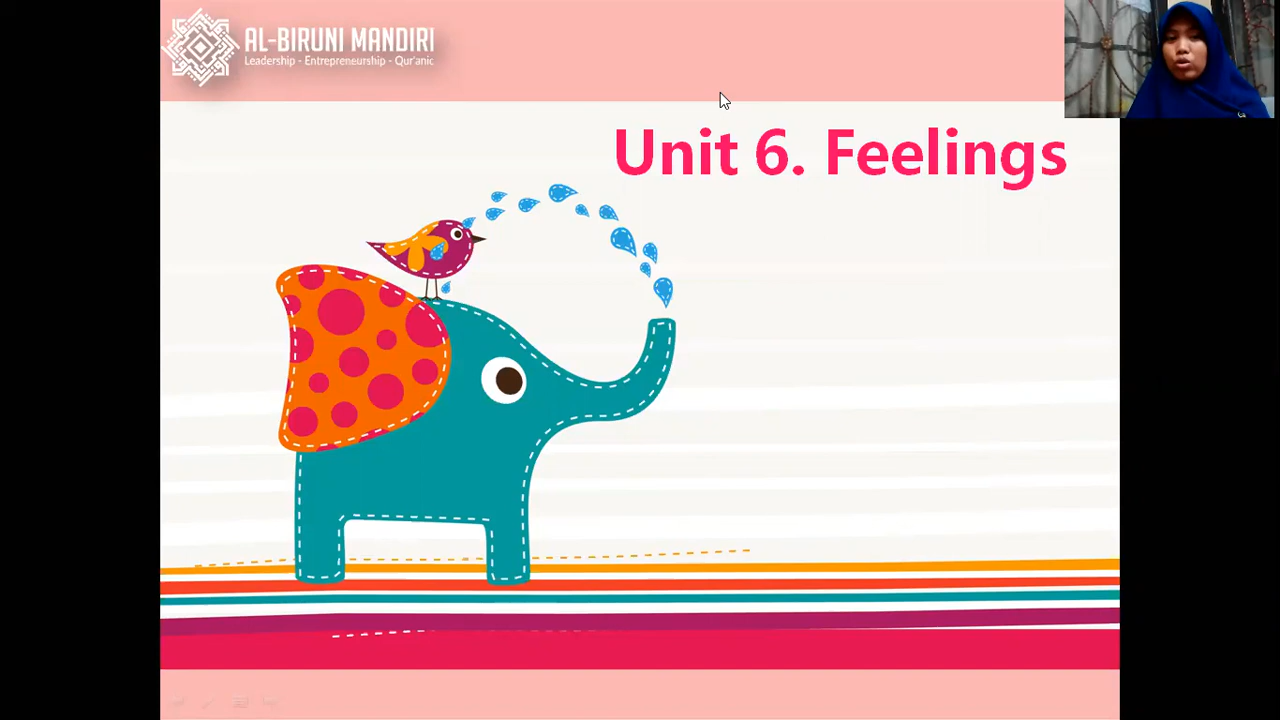 AL-BIRUNI MANDIRI
Leadership - Entrepreneurship - Qur'anic
Unit 6. Feelings